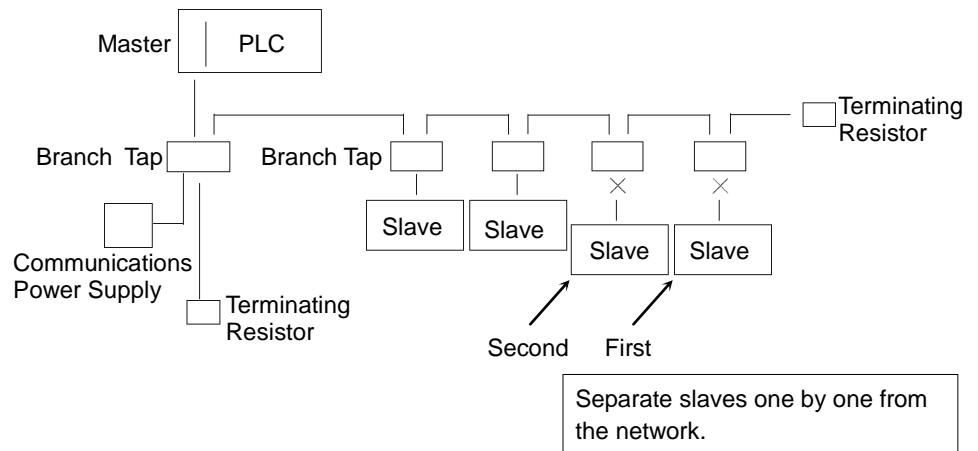 Master
PLC
Terminating
Resistor
Branch Tap
Branch Tap
Slave
Slave
Slave
Slave
Communications
Power Supply
Terminating
Resistor
Second
First
Separate slaves one by one from
the network.